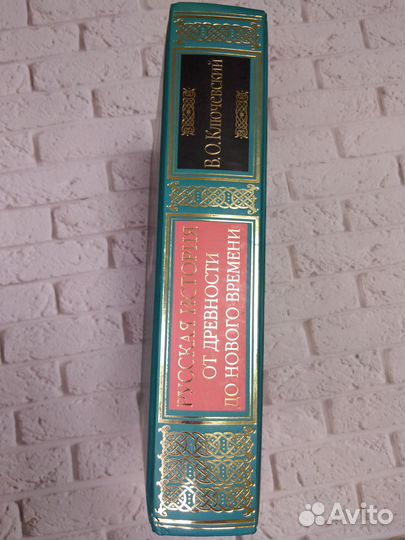 В.О.Ключевский
РУССКАЯ ИСТОРИЯ
ОТ ДРЕВНОСТИ
ДО НОВОГО ВРЕМЕНИ
Avito